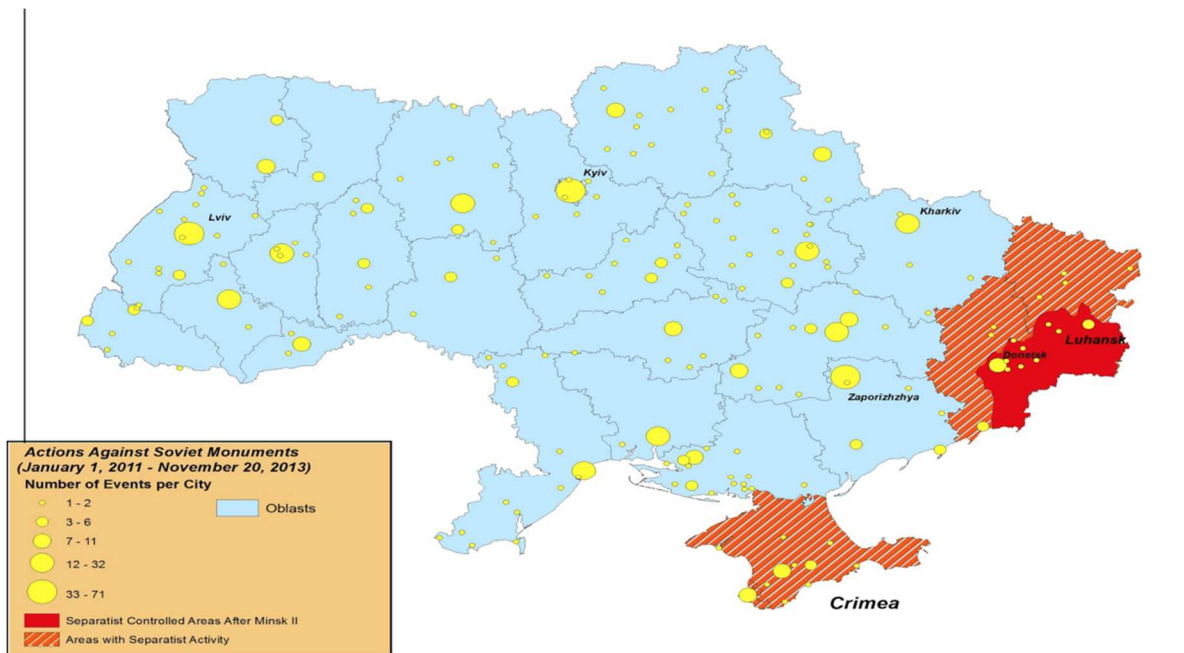 Kyiv
Lviv
Kharkiv
Luhansk
Donetsk
Zaporizhzhya
Crimea
Actions Against Soviet Monuments
(January 1, 2011 - November 20, 2013)
Number of Events per City
1 - 2
3 - 6
7 - 11
12 - 32
33 - 71
Oblasts
Separatist Controlled Areas After Minsk II
Areas with Separatist Activity